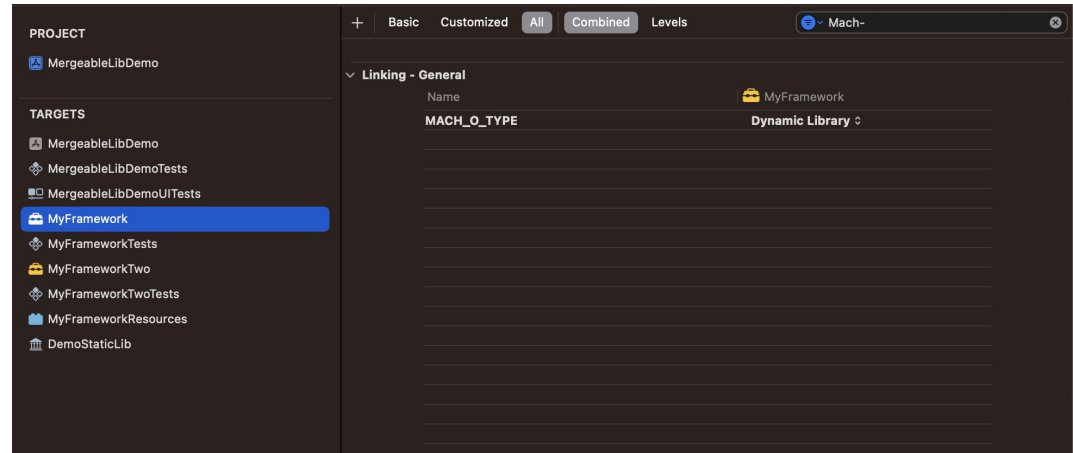 PROJECT
MergeableLibDemo
TARGETS
MergeableLibDemo
MergeableLibDemoTests
MergeableLibDemoUITests
MyFramework
MyFrameworkTests
MyFrameworkTwo
MyFrameworkTwoTests
MyFrameworkResources
DemoStaticLib
+ Basic Customized All Combined Levels Mach-
Linking - General
Name MyFramework
MACH_O_TYPE Dynamic Library